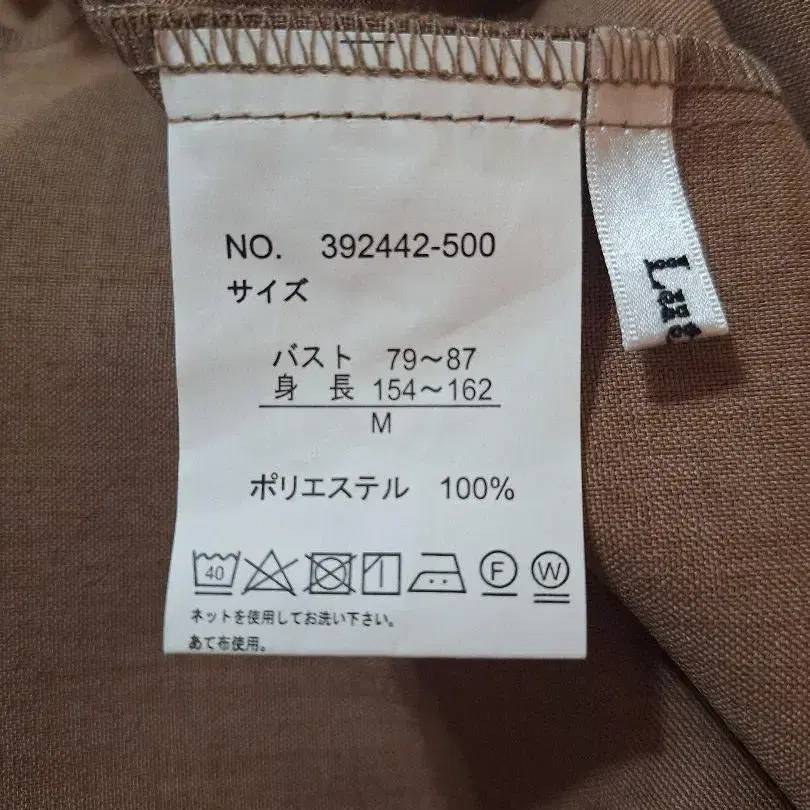 NO. 392442-500
サイズ
バスト 79～87
身 長 154～162
M
ポリエステル 100%
40 F W
ネットを使用してお洗い下さい。
あて布使用。